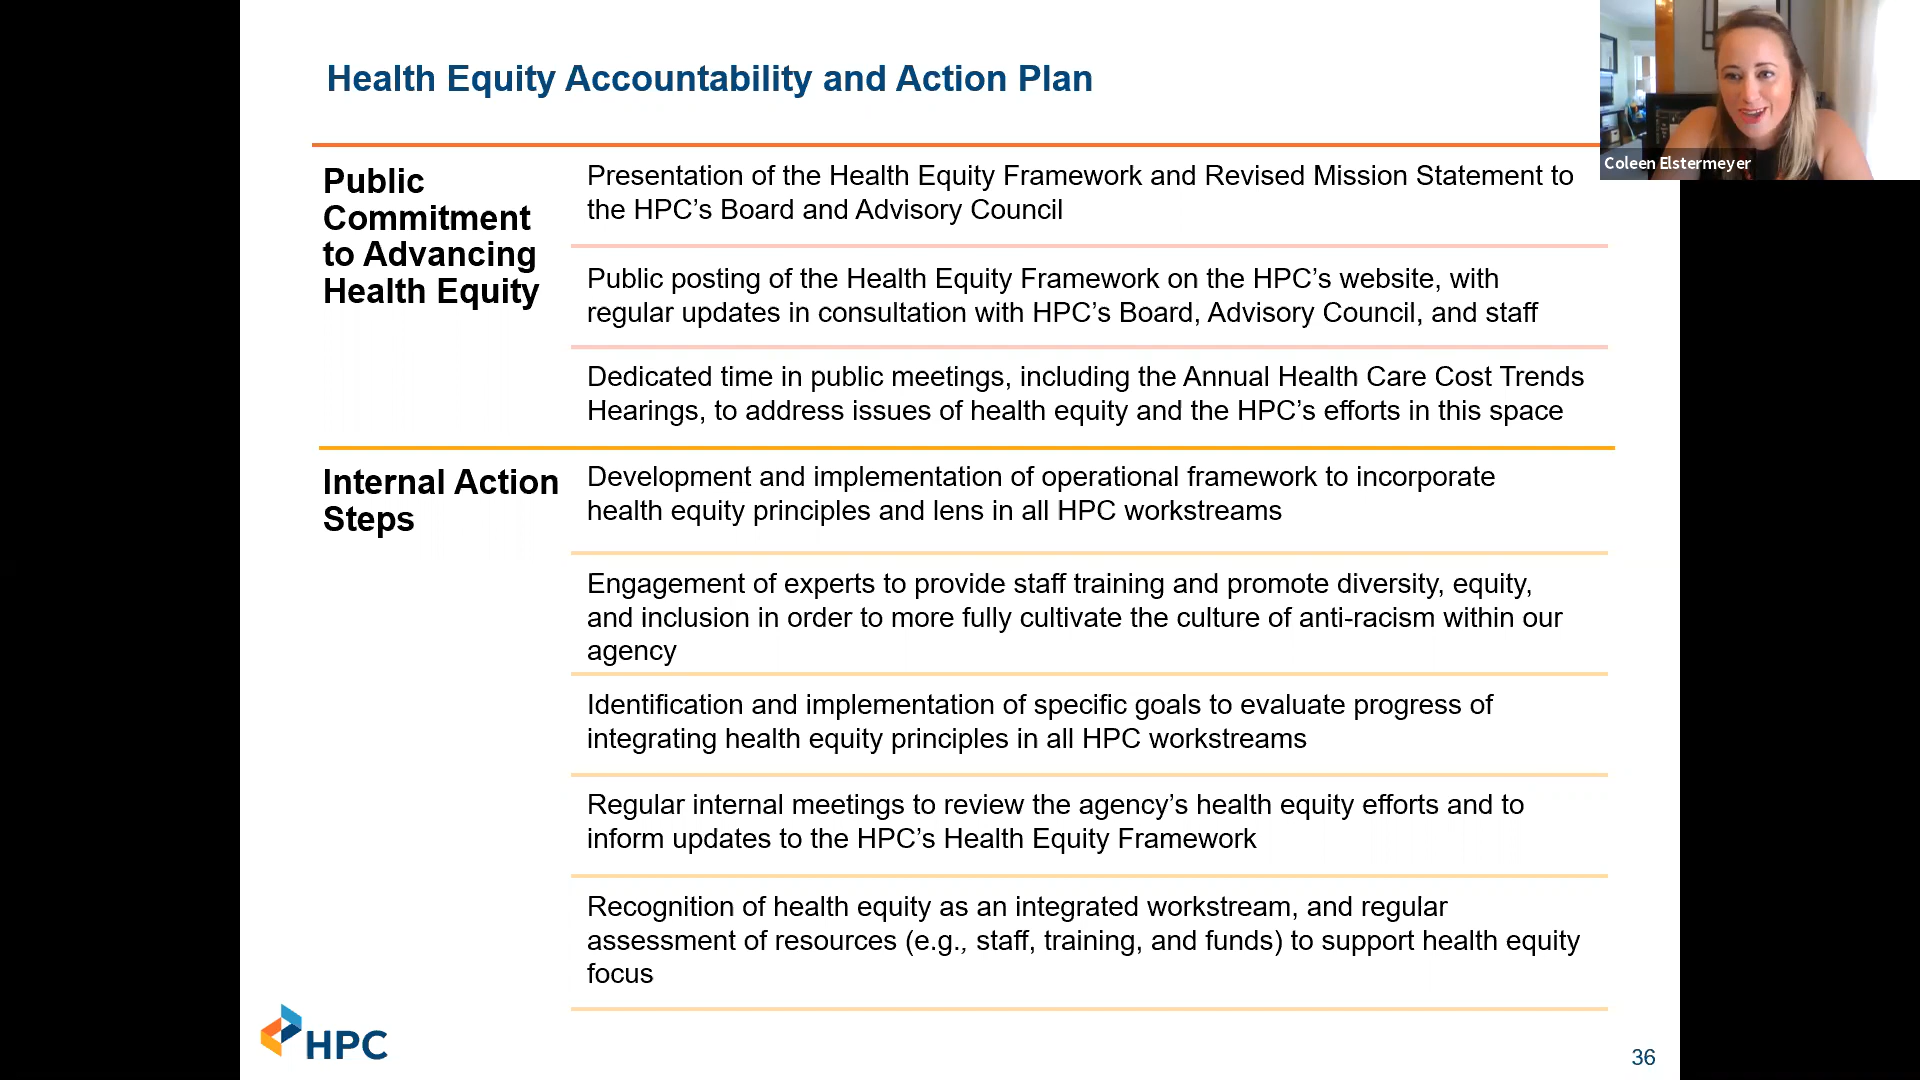 Health Equity Accountability and Action Plan
Coleen Elstermeyer
Public
Commitment
to Advancing
Health Equity
Presentation of the Health Equity Framework and Revised Mission Statement to
the HPC’s Board and Advisory Council
Public posting of the Health Equity Framework on the HPC’s website, with
regular updates in consultation with HPC’s Board, Advisory Council, and staff
Dedicated time in public meetings, including the Annual Health Care Cost Trends
Hearings, to address issues of health equity and the HPC’s efforts in this space
Internal Action
Steps
Development and implementation of operational framework to incorporate
health equity principles and lens in all HPC workstreams
Engagement of experts to provide staff training and promote diversity, equity,
and inclusion in order to more fully cultivate the culture of anti-racism within our
agency
Identification and implementation of specific goals to evaluate progress of
integrating health equity principles in all HPC workstreams
Regular internal meetings to review the agency’s health equity efforts and to
inform updates to the HPC’s Health Equity Framework
Recognition of health equity as an integrated workstream, and regular
assessment of resources (e.g., staff, training, and funds) to support health equity
focus
HPC
36